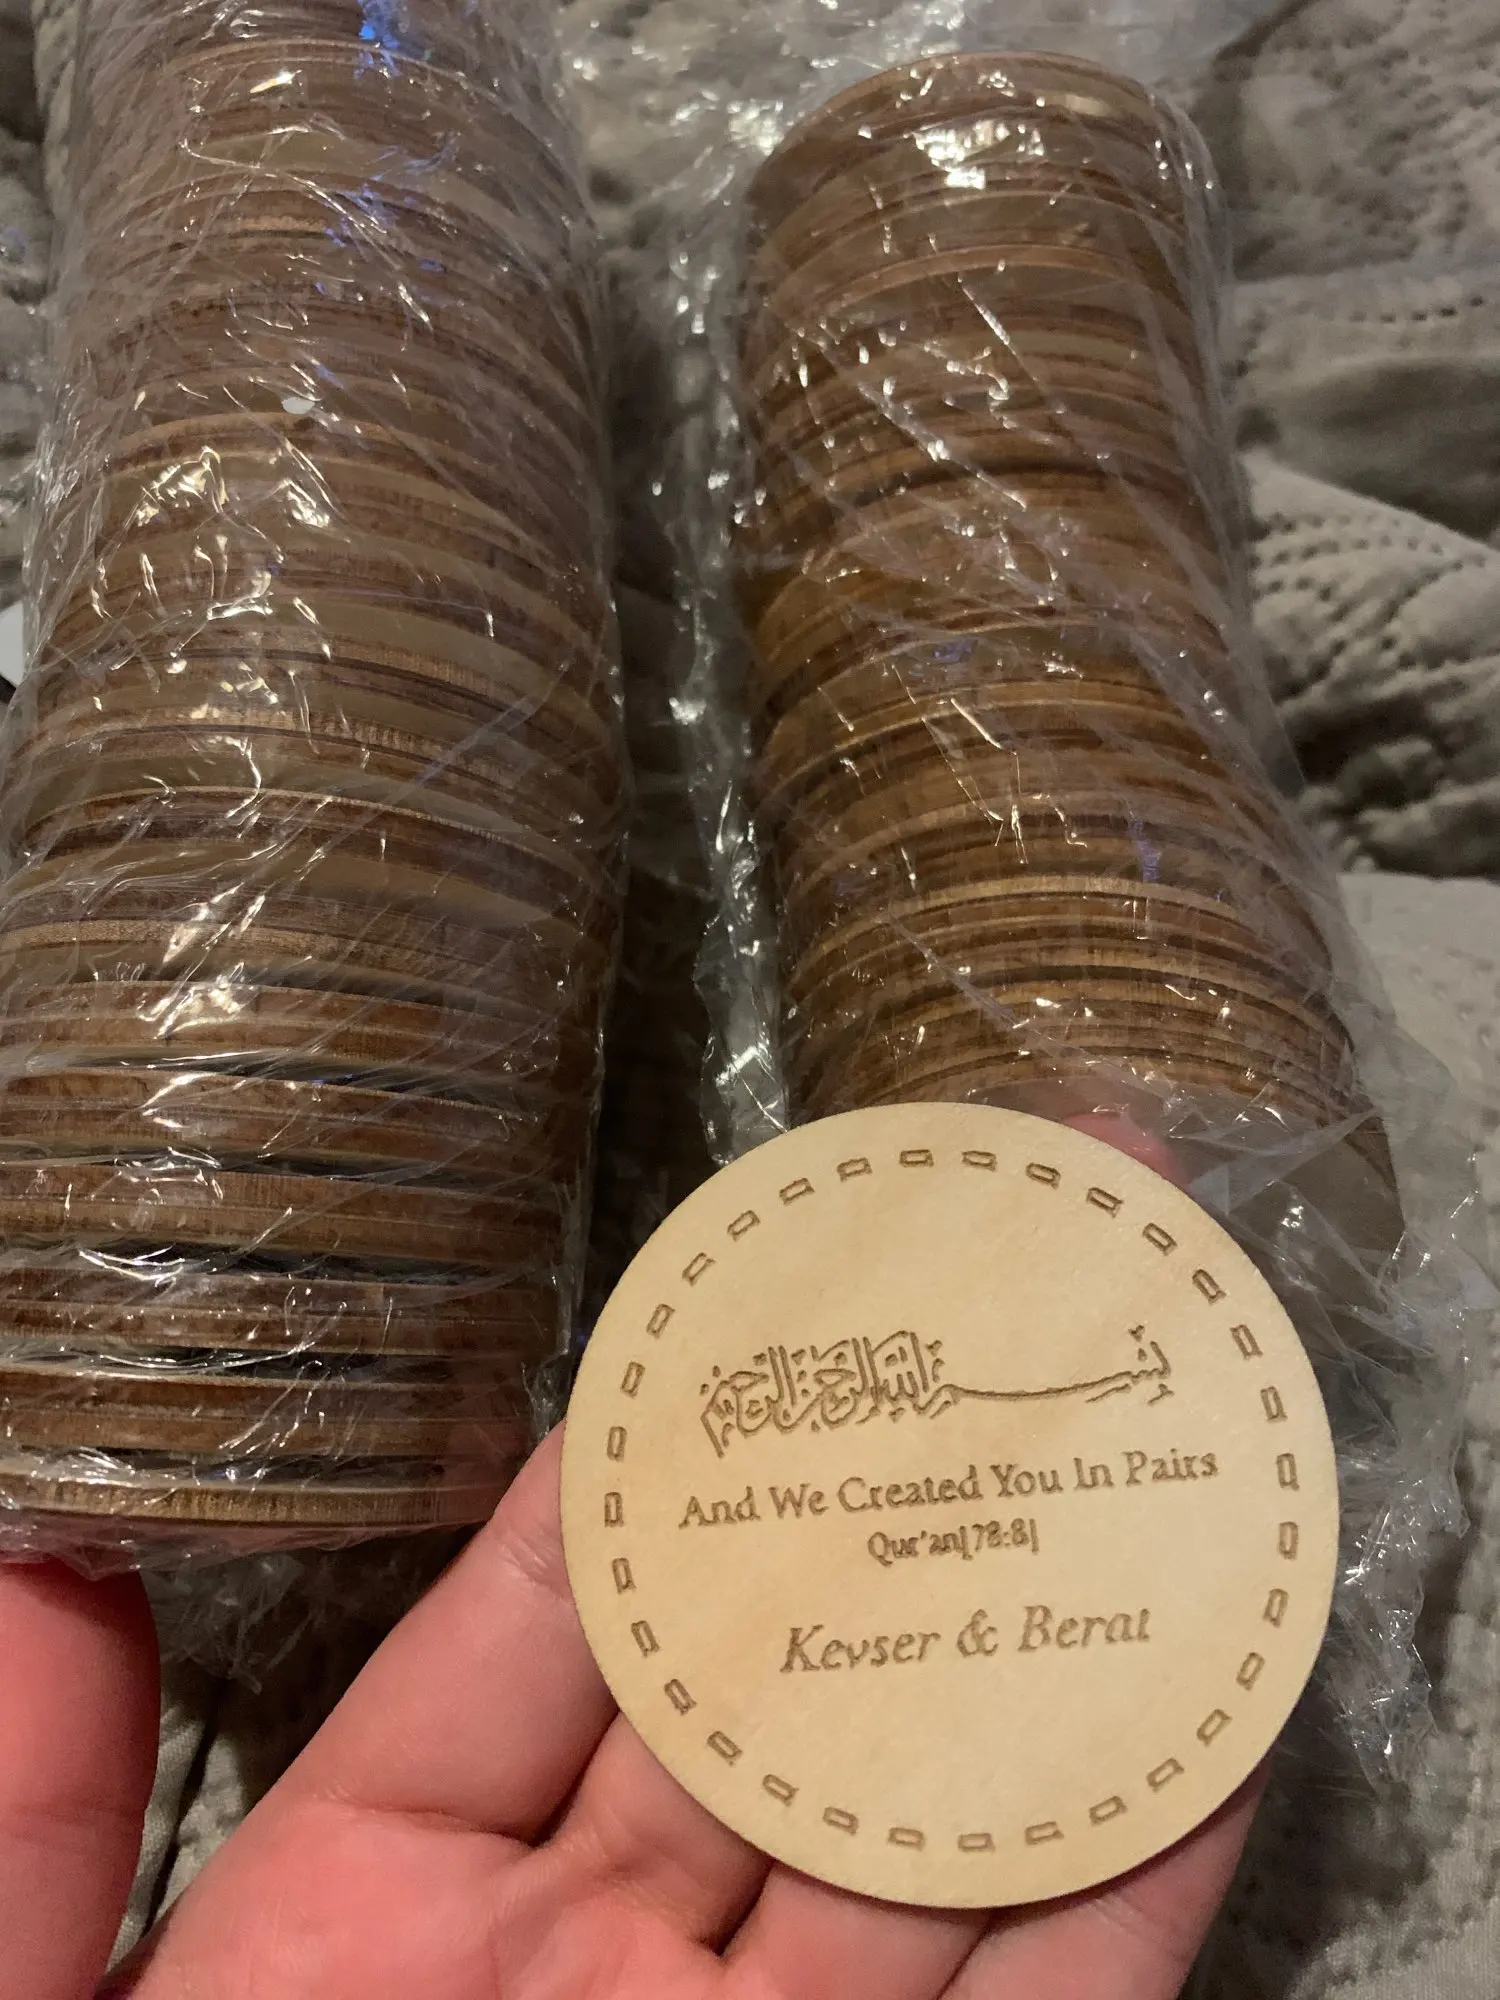 بسم الله الرحمن الرحيم
And We Created You In Pairs
Qur'an[78:8]
Kevser & Berat